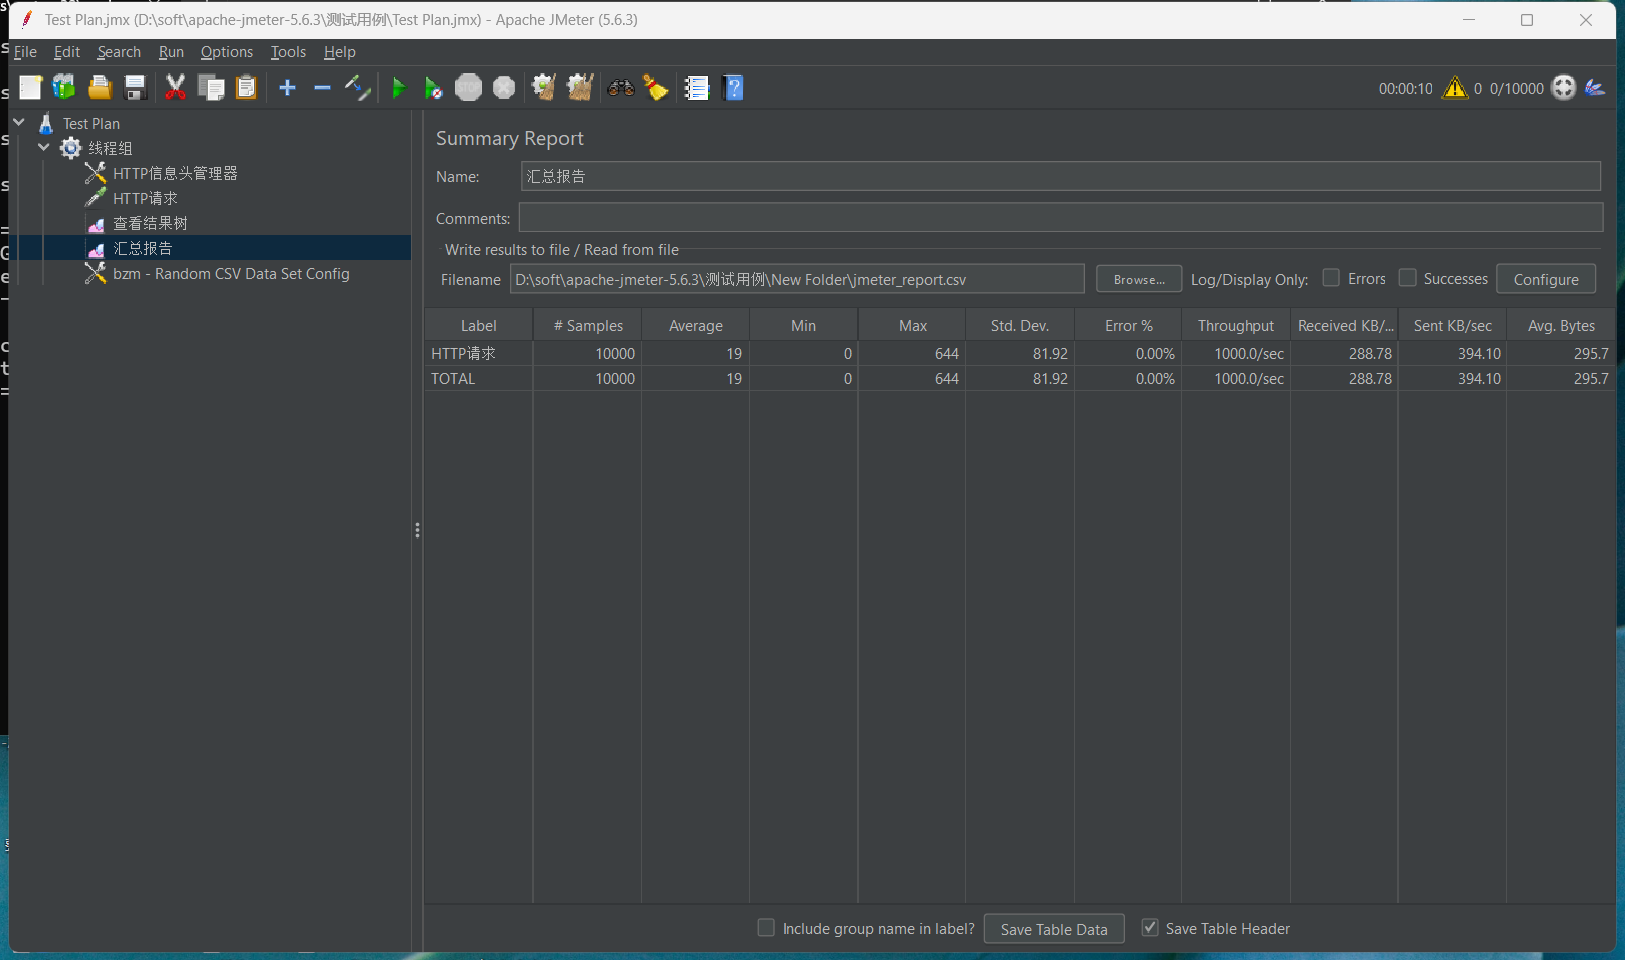 Test Plan.jmx (D:\soft\apache-jmeter-5.6.3\测试用例\Test Plan.jmx) - Apache JMeter (5.6.3)
File Edit Search Run Options Tools Help
00:00:10 0 0/10000
Test Plan
线程组
HTTP信息头管理器
HTTP请求
查看结果树
汇总报告
bzm - Random CSV Data Set Config
Summary Report
Name: 汇总报告
Comments:
Write results to file / Read from file
Filename D:\soft\apache-jmeter-5.6.3\测试用例\New Folder\jmeter_report.csv Browse... Log/Display Only: Errors Successes Configure
Label # Samples Average Min Max Std. Dev. Error % Throughput Received KB/... Sent KB/sec Avg. Bytes
HTTP请求 10000 19 0 644 81.92 0.00% 1000.0/sec 288.78 394.10 295.7
TOTAL 10000 19 0 644 81.92 0.00% 1000.0/sec 288.78 394.10 295.7
Include group name in label? Save Table Data Save Table Header